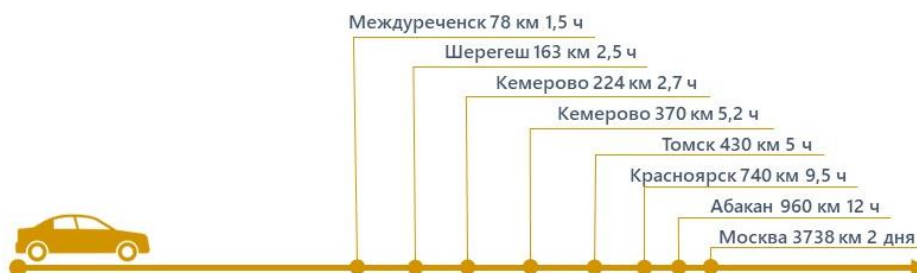 Междуреченск 78 км 1,5 ч
Шерегеш 163 км 2,5 ч
Кемерово 224 км 2,7 ч
Кемерово 370 км 5,2 ч
Томск 430 км 5 ч
Красноярск 740 км 9,5 ч
Абакан 960 км 12 ч
Москва 3738 км 2 дня